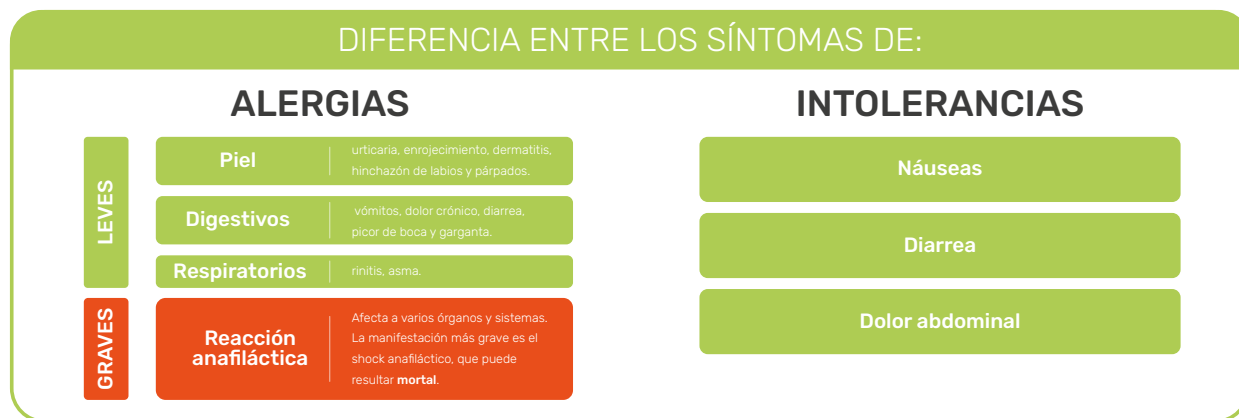 DIFERENCIA ENTRE LOS SÍNTOMAS DE:
ALERGIAS
LEVES
Piel
urticaria, enrojecimiento, dermatitis,
hinchazón de labios y párpados.
Digestivos
vómitos, dolor crónico, diarrea,
picor de boca y garganta.
Respiratorios
rinitis, asma.
GRAVES
Reacción
anafiláctica
Afecta a varios órganos y sistemas.
La manifestación más grave es el
shock anafiláctico, que puede
resultar mortal.
INTOLERANCIAS
Náuseas
Diarrea
Dolor abdominal